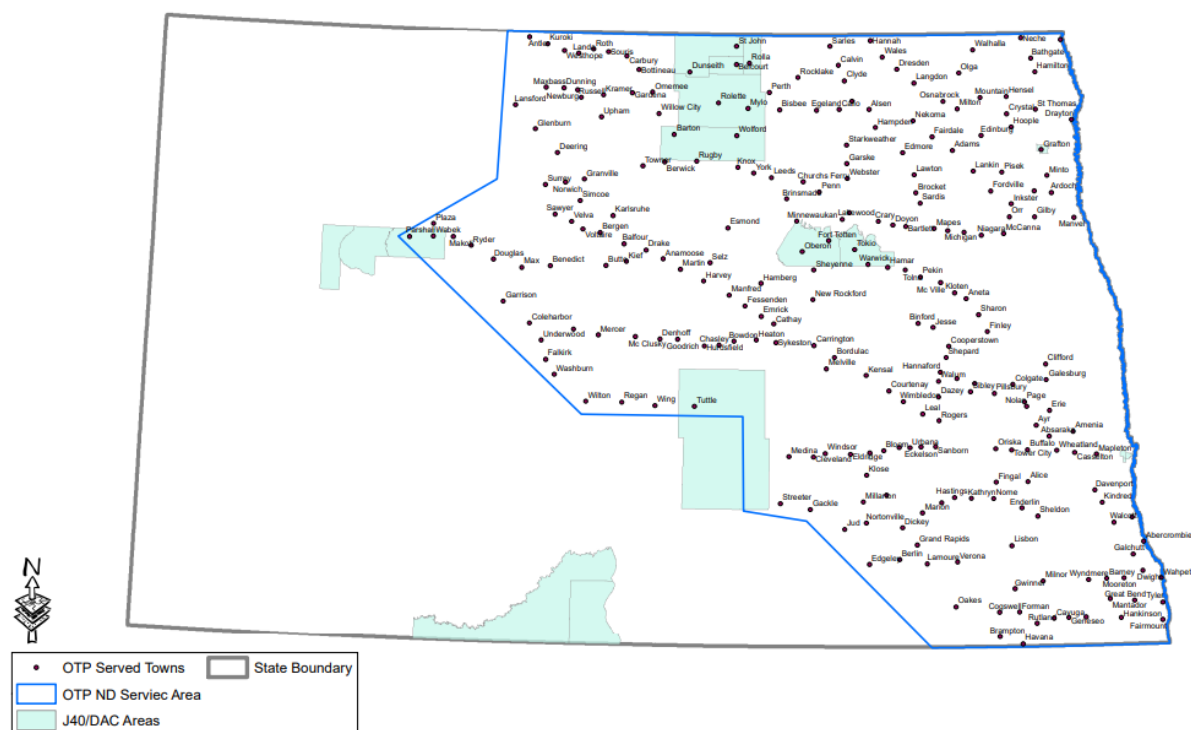 Kuroki
Antler
Landa
Roth
Westhope
Souris
Carbury
Bottineau
St John
Rolla
Belcourt
Dunseith
Sarles
Hannah
Wales
Calvin
Walhalla
Neche
Bathgate
Hamilton
Dresden
Olga
Rocklake
Clyde
Langdon
Maxbass
Dunning
Russell
Kramer
Omemee
Gardena
Newburg
Lansford
Upham
Willow City
Rolette
Mylo
Perth
Bisbee
Egeland
Alsen
Osnabrock
Milton
Mountain
Hensel
Crystal
St Thomas
Drayton
Hoople
Glenburn
Barton
Wolford
Hampden
Nekoma
Starkweather
Fairdale
Edinburg
Edmore
Adams
Grafton
Deering
Towner
Berwick
Rugby
Knox
York
Leeds
Churchs Ferry
Garske
Webster
Penn
Brinsmade
Lawton
Lankin
Pisek
Minto
Brocket
Sardis
Fordville
Ardoch
Inkster
Surrey
Granville
Norwich
Simcoe
Sawyer
Velva
Karlsruhe
Voltaire
Bergen
Esmond
Minnewaukan
Lakewood
Crary
Doyon
Bartlett
Mapes
Michigan
Niagara
McCanna
Orr
Gilby
Manvel
Plaza
Parshall
Wabek
Makoti
Ryder
Balfour
Drake
Butte
Kief
Anamoose
Martin
Selz
Fort Totten
Oberon
Tokio
Warwick
Hamar
Sheyenne
Tolna
Pekin
Douglas
Max
Benedict
Harvey
Hamberg
Manfred
Fessenden
Emrick
Cathay
New Rockford
Mc Ville
Kloten
Aneta
Sharon
Finley
Garrison
Coleharbor
Underwood
Mercer
Mc Clusky
Denhoff
Goodrich
Chasley
Hurdsfield
Bowdon
Heaton
Sykeston
Carrington
Bordulac
Melville
Binford
Jesse
Cooperstown
Shepard
Falkirk
Washburn
Kensal
Hannaford
Walum
Clifford
Galesburg
Courtenay
Dazey
Sibley
Colgate
Pillsbury
Wilton
Regan
Wing
Tuttle
Wimbledon
Leal
Rogers
Page
Nolan
Erie
Ayr
Absaraka
Amenia
Medina
Cleveland
Windsor
Eldridge
Bloom
Urbana
Eckelson
Sanborn
Oriska
Tower City
Buffalo
Wheatland
Casselton
Mapleton
Klose
Fingal
Alice
Davenport
Kindred
Streeter
Gackle
Millarton
Hastings
Kathryn
Nome
Enderlin
Sheldon
Marion
Walcott
Jud
Nortonville
Dickey
Grand Rapids
Lisbon
Abercrombie
Galchutt
Edgeley
Berlin
Lamoure
Verona
Gwinner
Milnor
Wyndmere
Barney
Mooreton
Dwight
Wahpeton
Great Bend
Mantador
Tyler
Oakes
Cogswell
Forman
Rutland
Cayuga
Geneseo
Hankinson
Fairmount
Brampton
Havana
N
OTP Served Towns
State Boundary
OTP ND Serviec Area
J40/DAC Areas